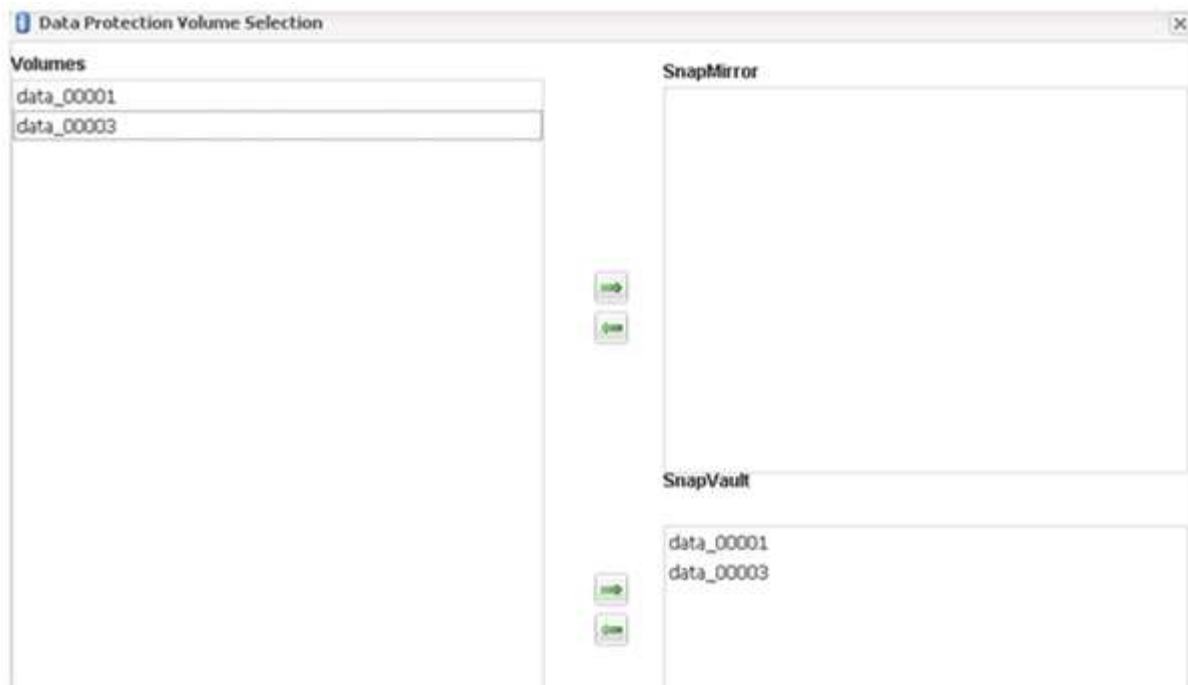 Data Protection Volume Selection
Volumes
data_00001
data_00003
SnapMirror
SnapVault
data_00001
data_00003